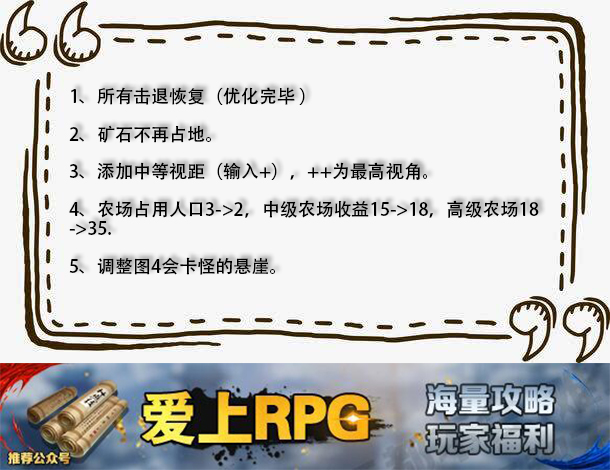 1、所有击退恢复（优化完毕）
2、矿石不再占地。
3、添加中等视距（输入+），++为最高视角。
4、农场占用人口3->2，中级农场收益15->18，高级农场18
->35.
5、调整图4会卡怪的悬崖。
爱上RPG
海量攻略
玩家福利
推荐公众号